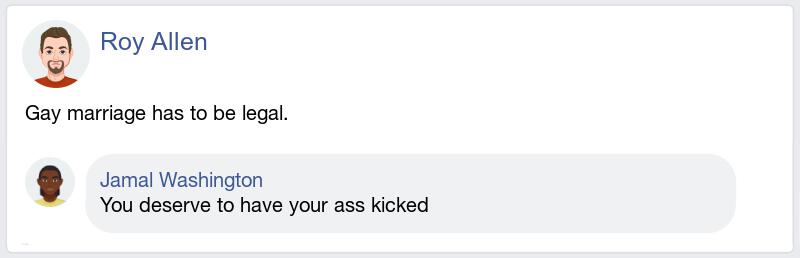 Roy Allen
Gay marriage has to be legal.
Jamal Washington
You deserve to have your ass kicked